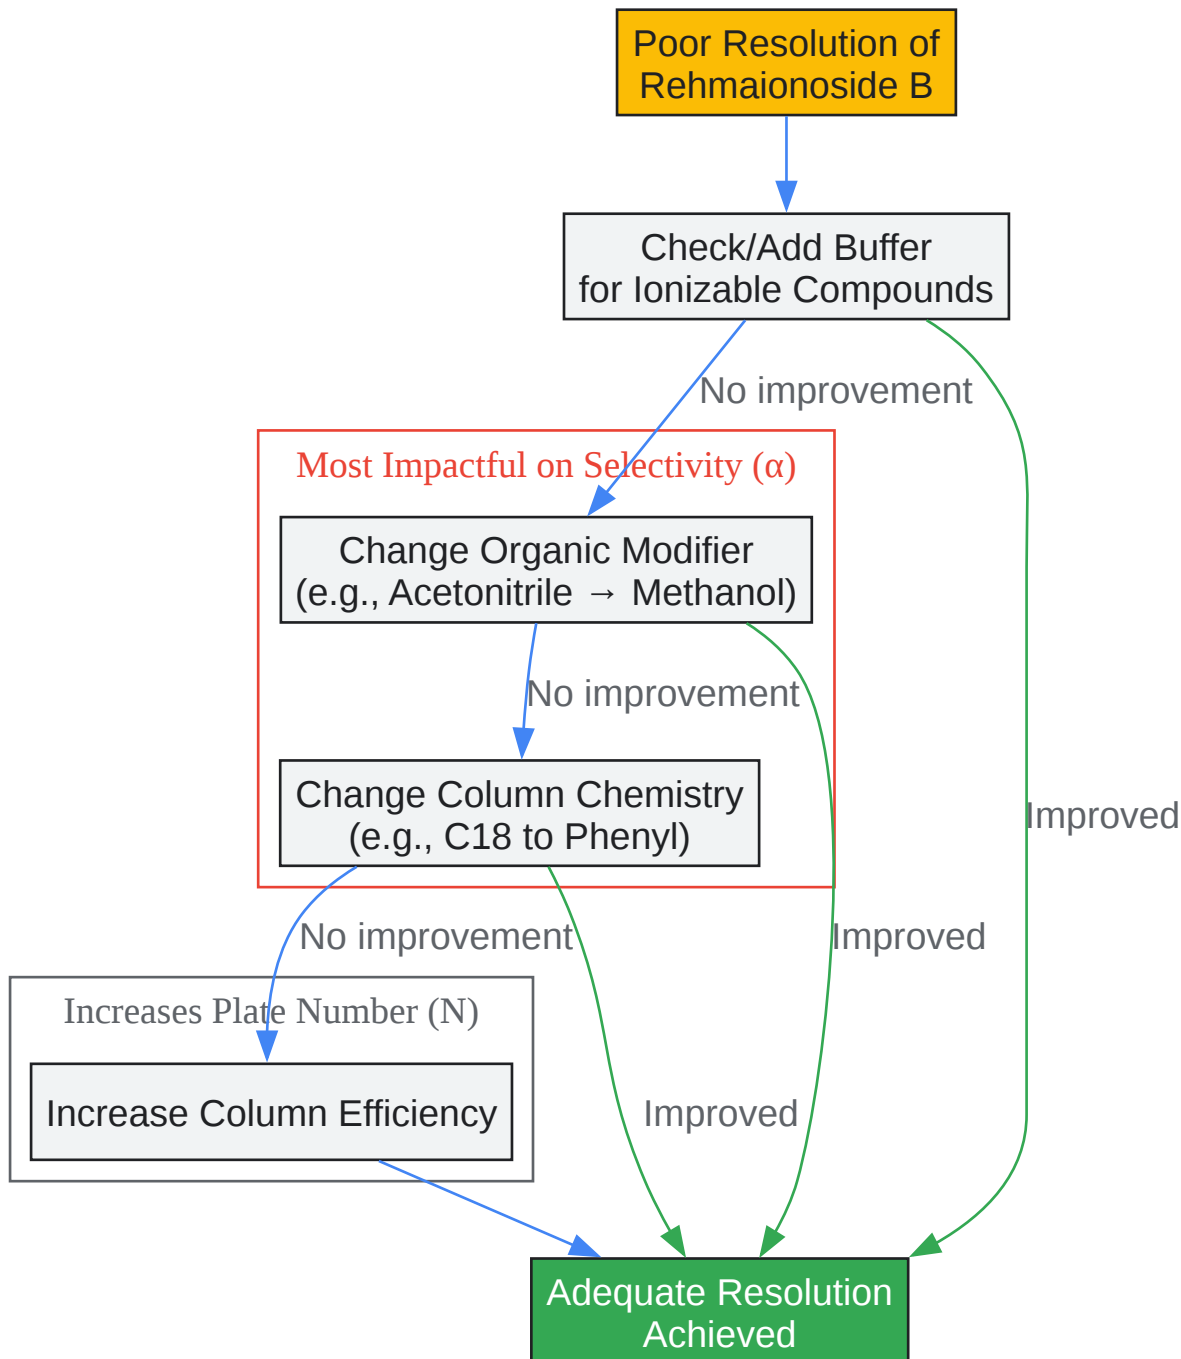 Poor Resolution of
Rehmaionoside B
Check/Add Buffer
for Ionizable Compounds
No improvement
Most Impactful on Selectivity (α)
Change Organic Modifier
(e.g., Acetonitrile → Methanol)
No improvement
Change Column Chemistry
(e.g., C18 to Phenyl)
Improved
No improvement
Improved
Increases Plate Number (N)
Increase Column Efficiency
Improved
Adequate Resolution
Achieved